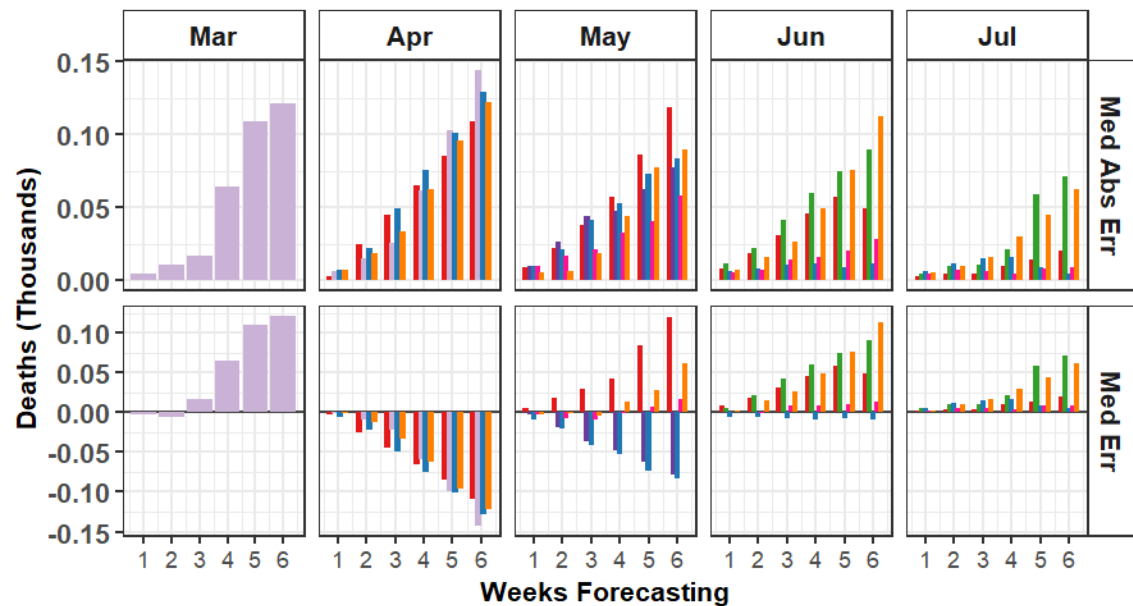 Mar Apr May Jun Jul
0.15
0.10
0.05
0.00
Med Abs Err
0.10
0.05
0.00
-0.05
-0.10
-0.15
Med Err
Deaths (Thousands)
1 2 3 4 5 6 1 2 3 4 5 6 1 2 3 4 5 6 1 2 3 4 5 6 1 2 3 4 5 6
Weeks Forecasting